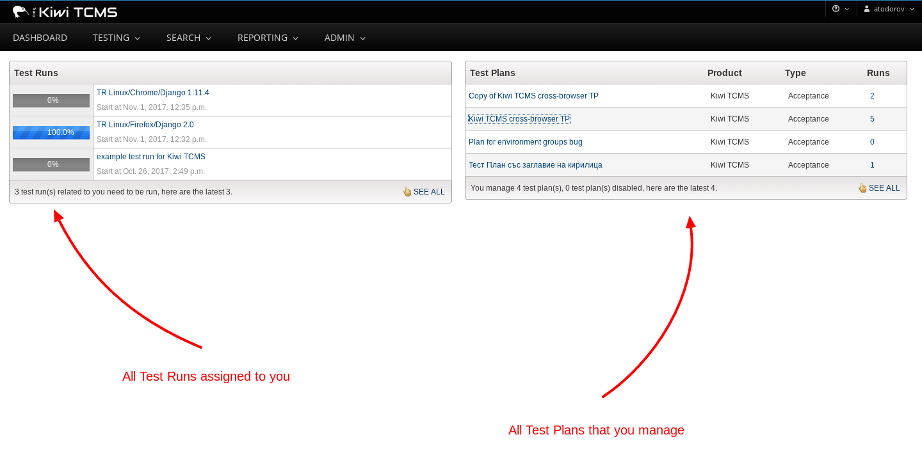 Kiwi TCMS
atodorov
DASHBOARD TESTING SEARCH REPORTING ADMIN
Test Runs
0% TR Linux/Chrome/Django 1.11.4
Start at Nov. 1, 2017, 12:35 p.m.
100.0% TR Linux/Firefox/Django 2.0
Start at Nov. 1, 2017, 12:32 p.m.
0% example test run for Kiwi TCMS
Start at Oct. 26, 2017, 2:49 p.m.
3 test run(s) related to you need to be run, here are the latest 3. SEE ALL
Test Plans Product Type Runs
Copy of Kiwi TCMS cross-browser TP Kiwi TCMS Acceptance 2
Kiwi TCMS cross-browser TP Kiwi TCMS Acceptance 5
Plan for environment groups bug Kiwi TCMS Acceptance 0
Тест План със заглавие на кирилица Kiwi TCMS Acceptance 1
You manage 4 test plan(s), 0 test plan(s) disabled, here are the latest 4. SEE ALL
All Test Runs assigned to you
All Test Plans that you manage